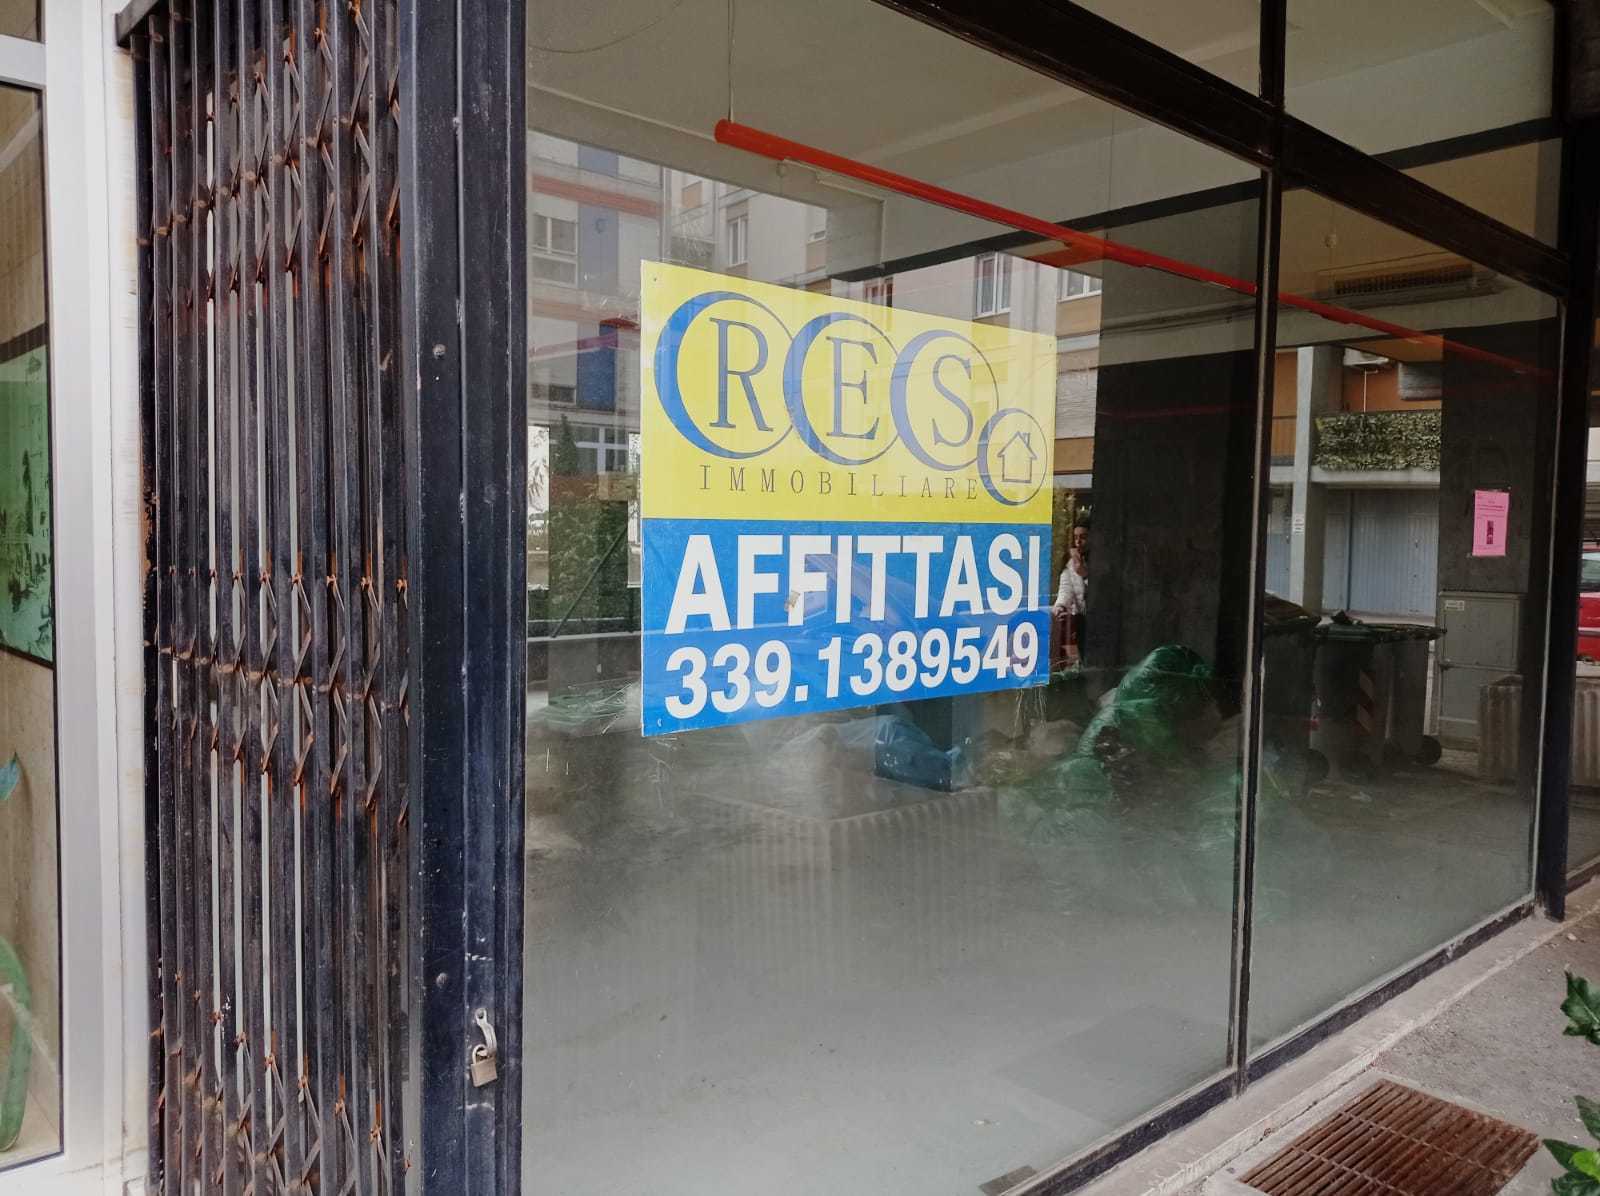 RES
IMMOBILIARE
AFFITTASI
339.1389549